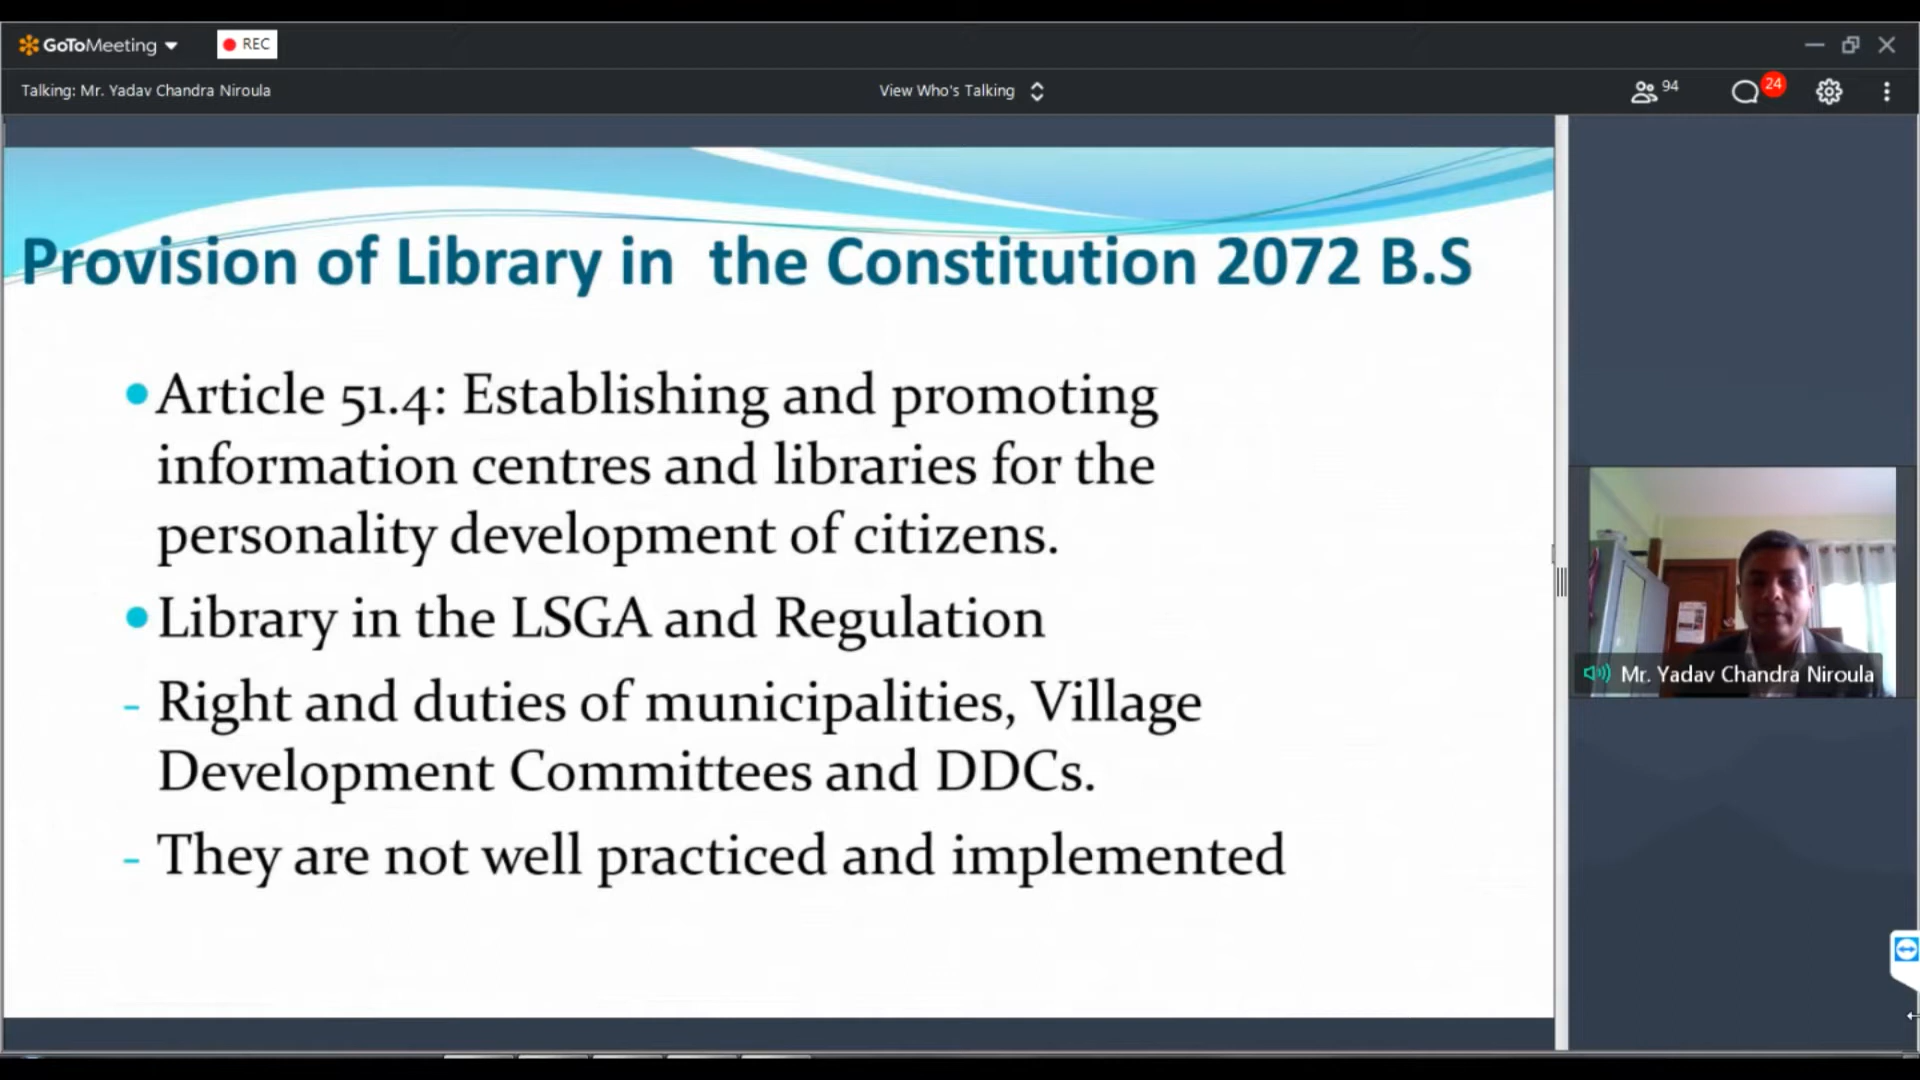 GoToMeeting
REC
Talking: Mr. Yadav Chandra Niroula
View Who's Talking
94
24
Provision of Library in the Constitution 2072 B.S
Article 51.4: Establishing and promoting
information centres and libraries for the
personality development of citizens.
Library in the LSGA and Regulation
- Right and duties of municipalities, Village
Development Committees and DDCs.
- They are not well practiced and implemented
Mr. Yadav Chandra Niroula